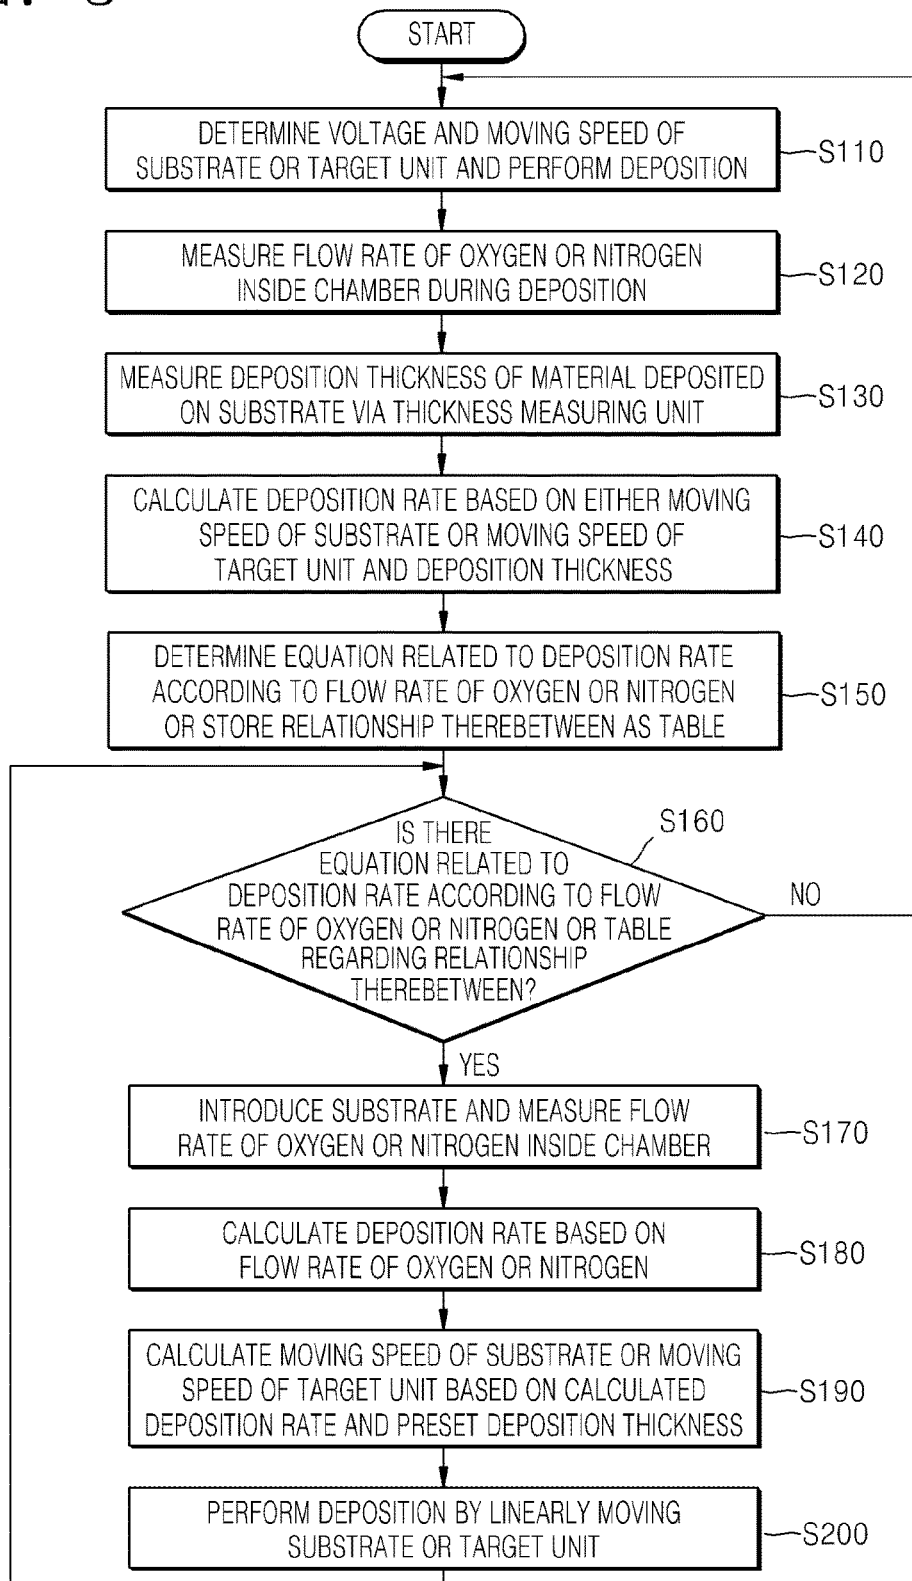 START
DETERMINE VOLTAGE AND MOVING SPEED OF
SUBSTRATE OR TARGET UNIT AND PERFORM DEPOSITION
S110
MEASURE FLOW RATE OF OXYGEN OR NITROGEN
INSIDE CHAMBER DURING DEPOSITION
S120
MEASURE DEPOSITION THICKNESS OF MATERIAL DEPOSITED
ON SUBSTRATE VIA THICKNESS MEASURING UNIT
S130
CALCULATE DEPOSITION RATE BASED ON EITHER MOVING
SPEED OF SUBSTRATE OR MOVING SPEED OF
TARGET UNIT AND DEPOSITION THICKNESS
S140
DETERMINE EQUATION RELATED TO DEPOSITION RATE
ACCORDING TO FLOW RATE OF OXYGEN OR NITROGEN
OR STORE RELATIONSHIP THEREBETWEEN AS TABLE
S150
S160
IS THERE
EQUATION RELATED TO
DEPOSITION RATE ACCORDING TO FLOW
RATE OF OXYGEN OR NITROGEN OR TABLE
REGARDING RELATIONSHIP
THEREBETWEEN?
NO
YES
INTRODUCE SUBSTRATE AND MEASURE FLOW
RATE OF OXYGEN OR NITROGEN INSIDE CHAMBER
S170
CALCULATE DEPOSITION RATE BASED ON
FLOW RATE OF OXYGEN OR NITROGEN
S180
CALCULATE MOVING SPEED OF SUBSTRATE OR MOVING
SPEED OF TARGET UNIT BASED ON CALCULATED
DEPOSITION RATE AND PRESET DEPOSITION THICKNESS
S190
PERFORM DEPOSITION BY LINEARLY MOVING
SUBSTRATE OR TARGET UNIT
S200